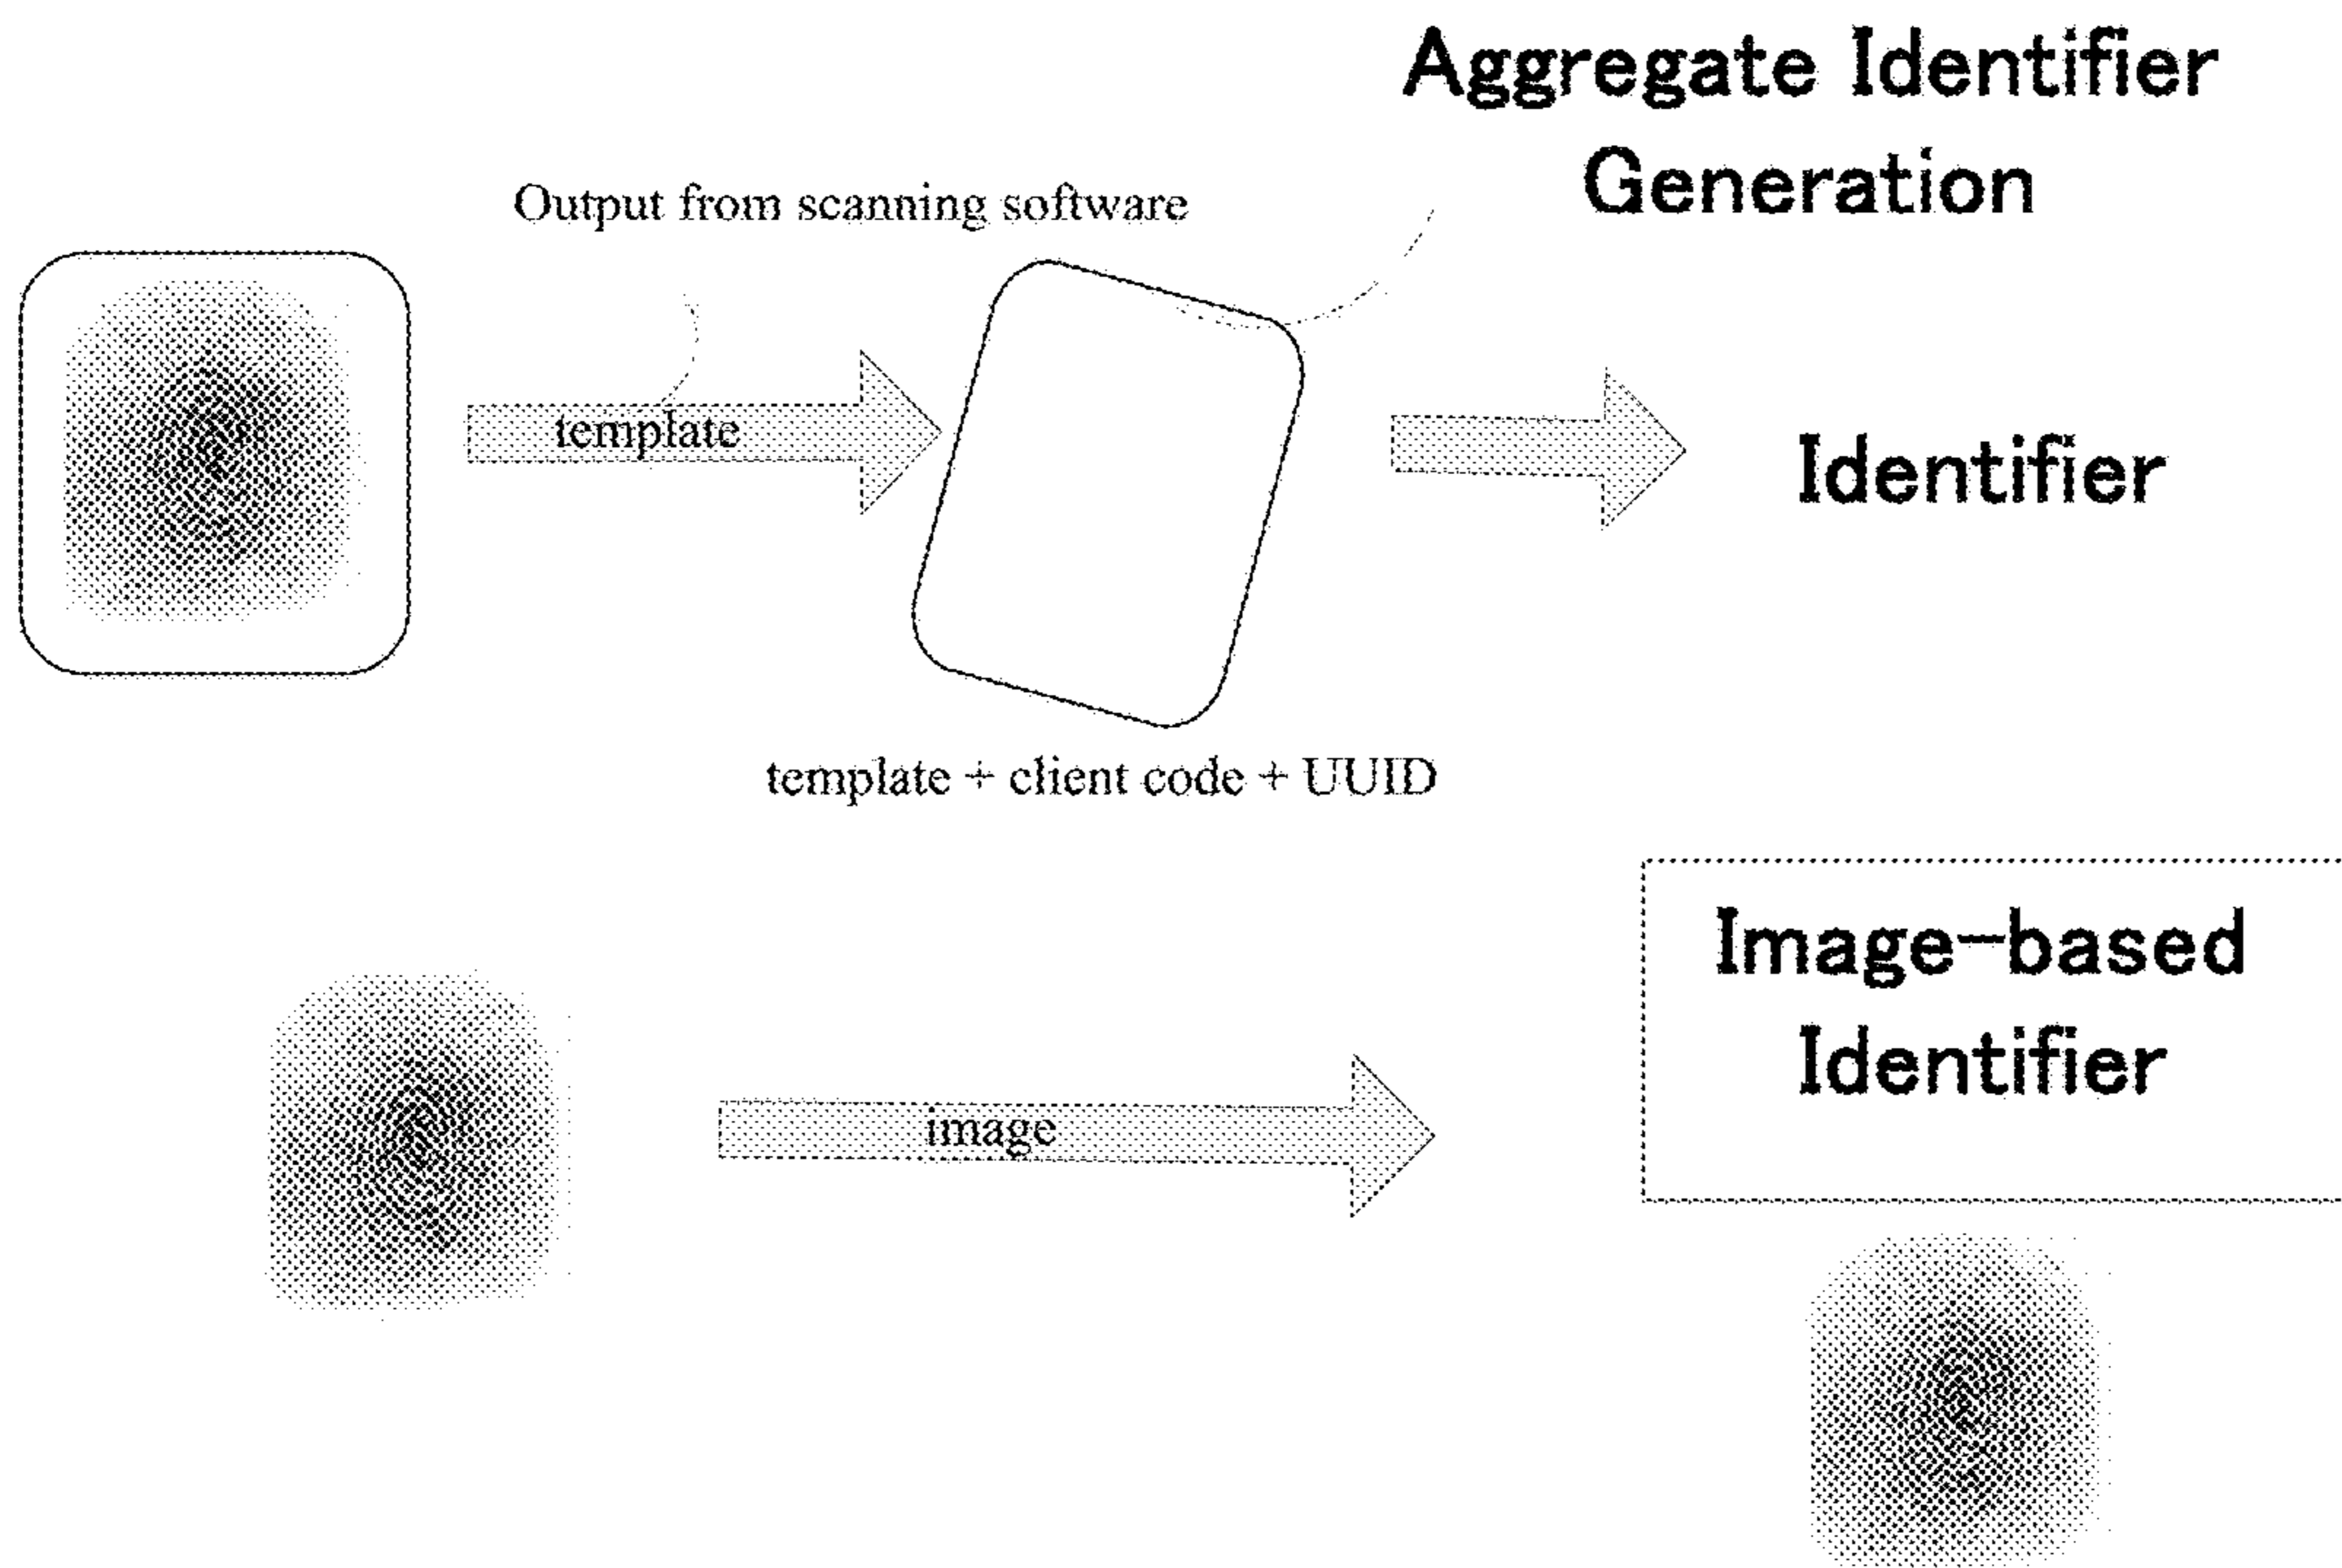 Aggregate Identifier
Generation
Output from scanning software
template
Identifier
template + client code + UUID
Image-based
Identifier
image